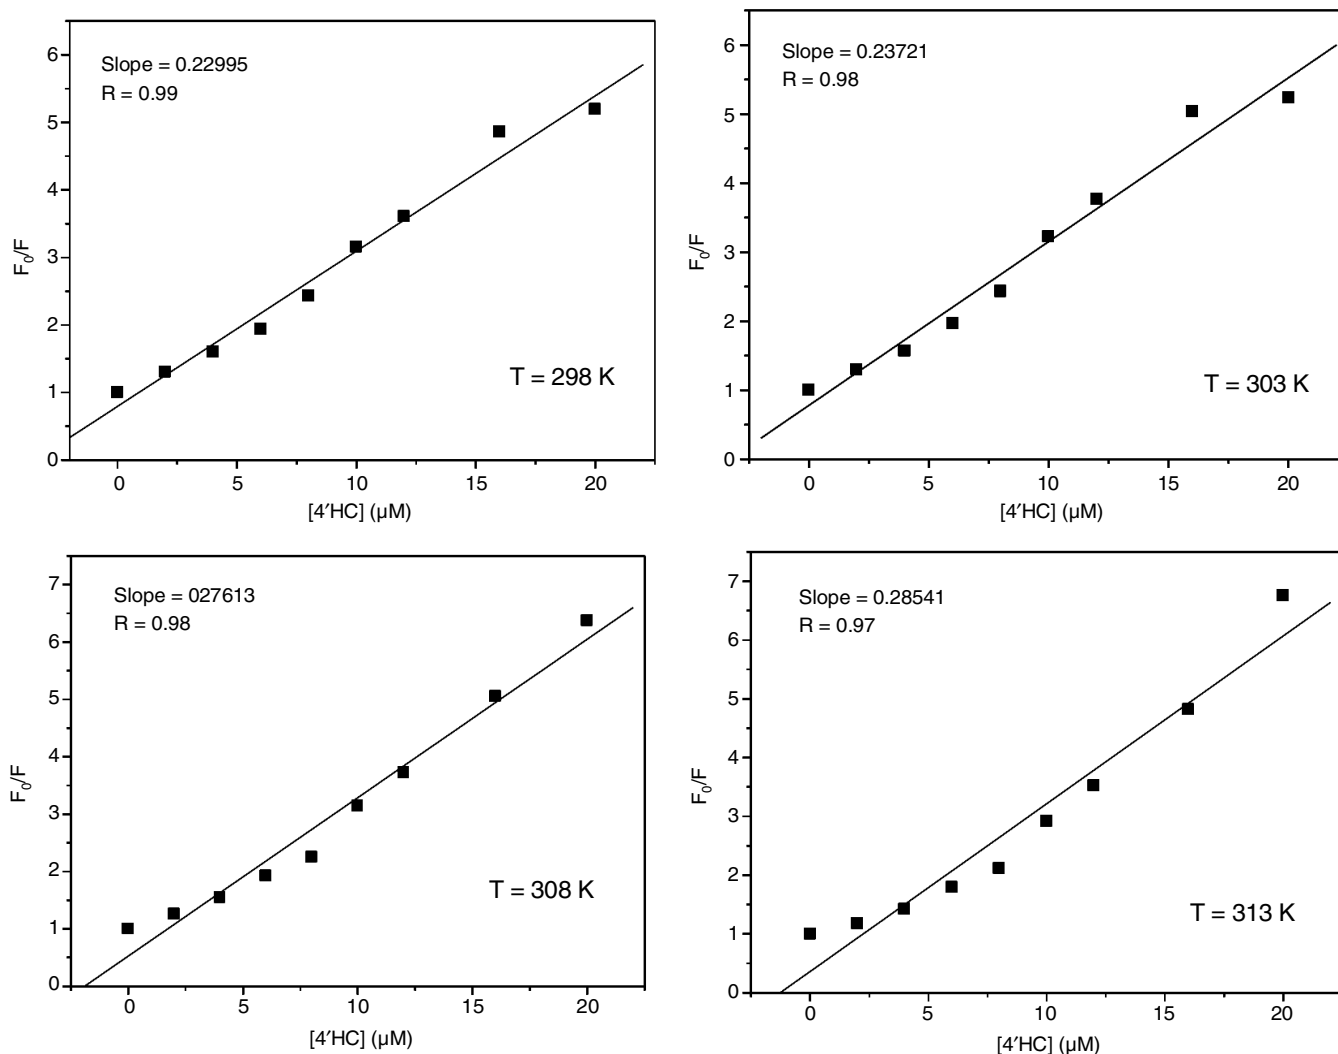 Slope = 0.22995
R = 0.99
6
5
4
3
2
1
0
F₀/F
T = 298 K
0 5 10 15 20
[4′HC] (µM)
Slope = 0.23721
R = 0.98
6
5
4
3
2
1
0
F₀/F
T = 303 K
0 5 10 15 20
[4′HC] (µM)
Slope = 027613
R = 0.98
7
6
5
4
3
2
1
0
F₀/F
T = 308 K
0 5 10 15 20
[4′HC] (µM)
Slope = 0.28541
R = 0.97
7
6
5
4
3
2
1
0
F₀/F
T = 313 K
0 5 10 15 20
[4′HC] (µM)